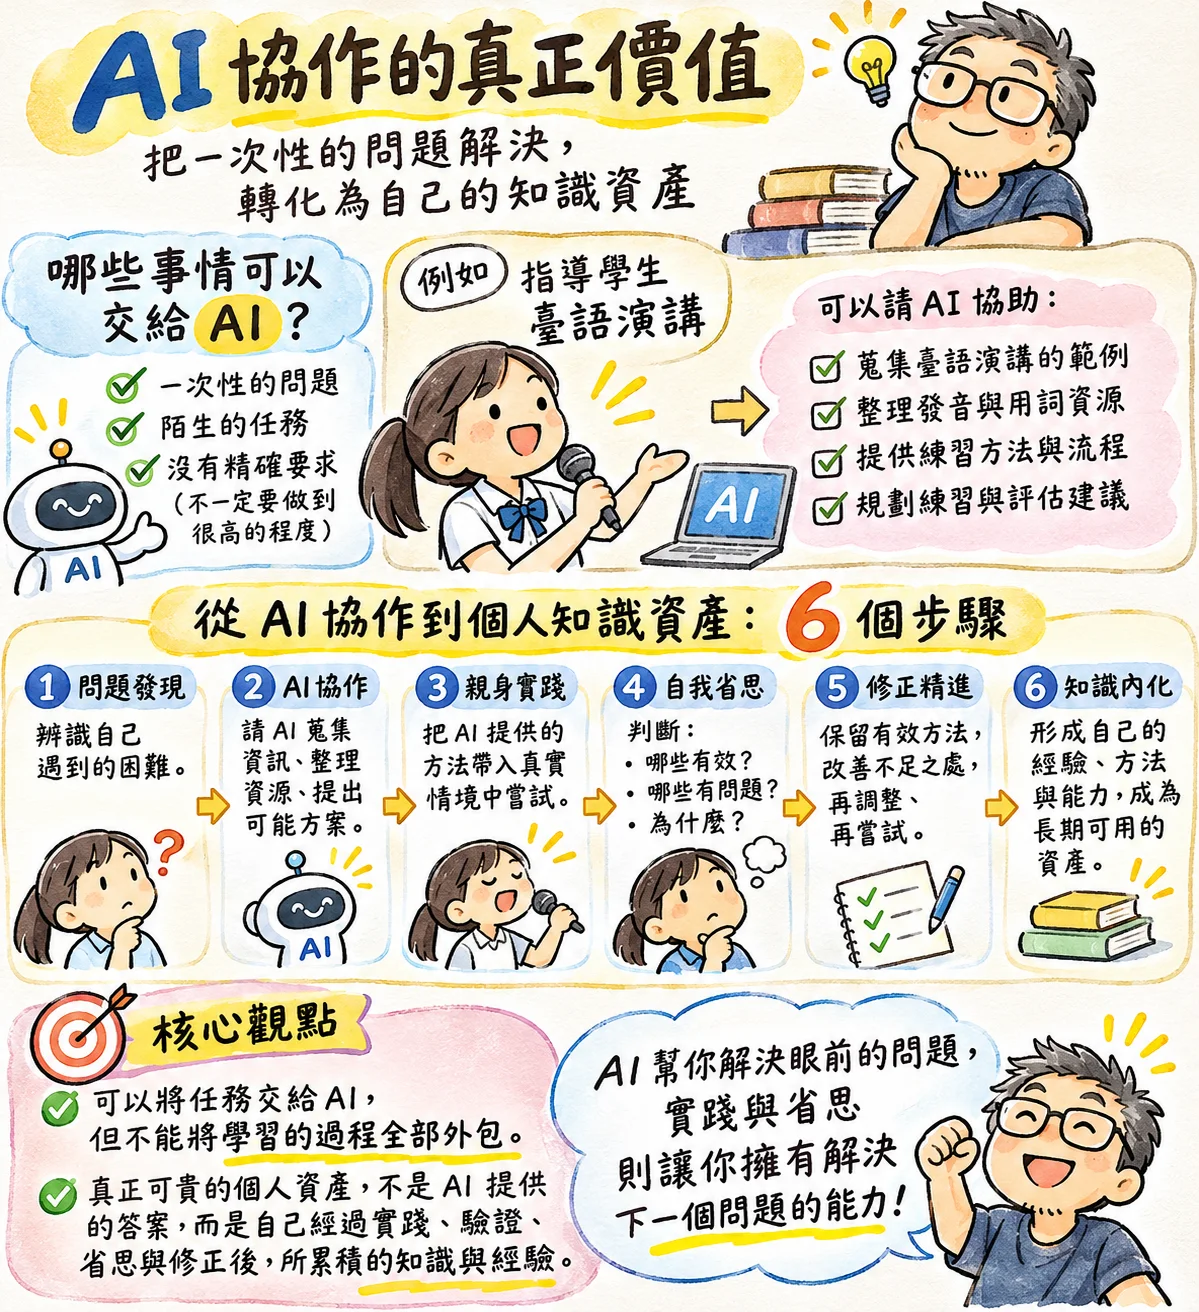 AI 協作的真正價值
把一次性的問題解決，
轉化為自己的知識資產
哪些事情可以
交給 AI？
一次性的問題
陌生的任務
沒有精確要求
（不一定要做到
很高的程度）
AI
例如
指導學生
臺語演講
AI
可以請 AI 協助：
蒐集臺語演講的範例
整理發音與用詞資源
提供練習方法與流程
規劃練習與評估建議
從 AI 協作到個人知識資產：6 個步驟
1 問題發現
辨識自己
遇到的困難。
?
2 AI協作
請 AI 蒐集
資訊、整理
資源、提出
可能方案。
AI
3 親身實踐
把 AI 提供的
方法帶入真實
情境中嘗試。
4 自我省思
判斷：
• 哪些有效？
• 哪些有問題？
• 為什麼？
5 修正精進
保留有效方法，
改善不足之處，
再調整、
再嘗試。
6 知識內化
形成自己的
經驗、方法
與能力，成為
長期可用的
資產。
核心觀點
可以將任務交給 AI，
但不能將學習的過程全部外包。
真正可貴的個人資產，不是 AI 提供
的答案，而是自己經過實踐、驗證、
省思與修正後，所累積的知識與經驗。
AI 幫你解決眼前的問題，
實踐與省思
則讓你擁有解決
下一個問題的能力！